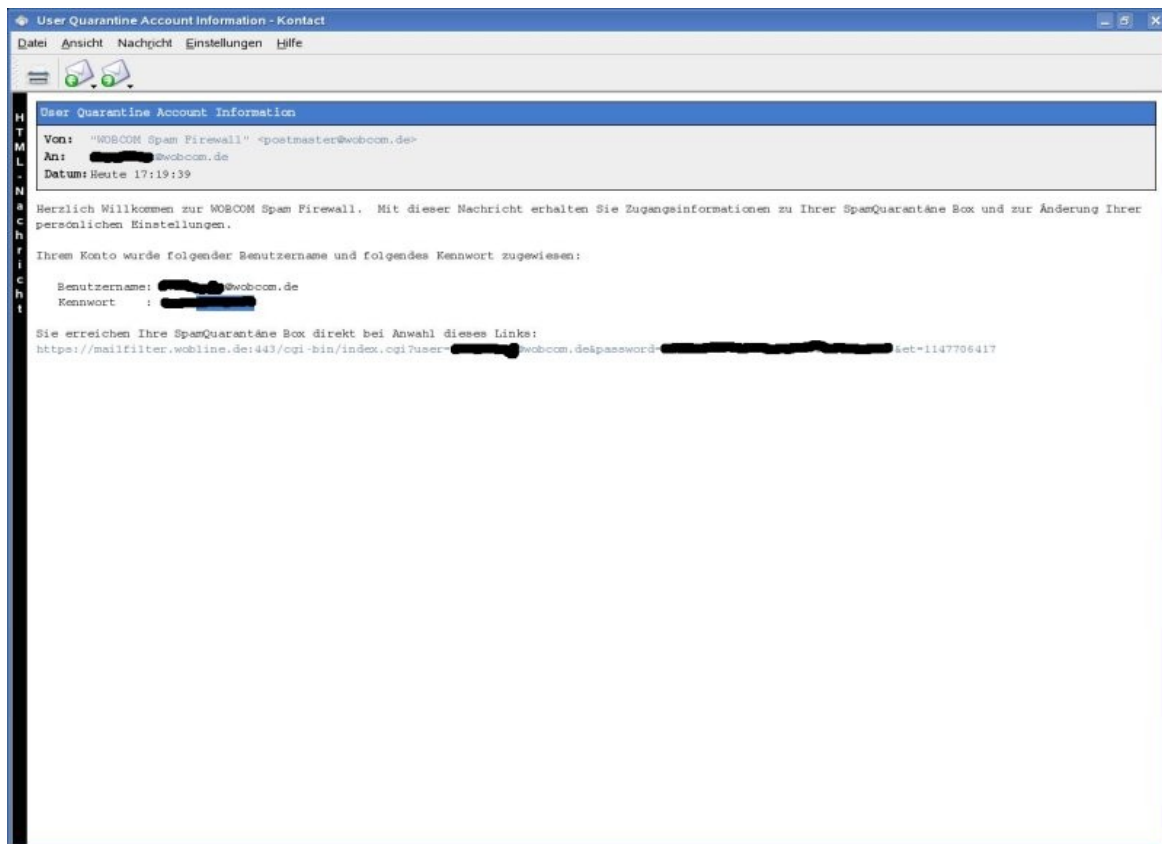 User Quarantine Account Information - Kontact
Datei Ansicht Nachricht Einstellungen Hilfe
HTML-Nachricht
User Quarantine Account Information
Von: "WOBCOM Spam Firewall" <postmaster@wobcom.de>
An: @wobcom.de
Datum: Heute 17:19:39
Herzlich Willkommen zur WOBCOM Spam Firewall. Mit dieser Nachricht erhalten Sie Zugangsinformationen zu Ihrer SpamQuarantäne Box und zur Änderung Ihrer
persönlichen Einstellungen.
Ihrem Konto wurde folgender Benutzername und folgendes Kennwort zugewiesen:
Benutzername: @wobcom.de
Kennwort :
Sie erreichen Ihre SpamQuarantäne Box direkt bei Anwahl dieses Links:
https://mailfilter.wobline.de:443/cgi-bin/index.cgi?user=@wobcom.de&password=&et=1147706417